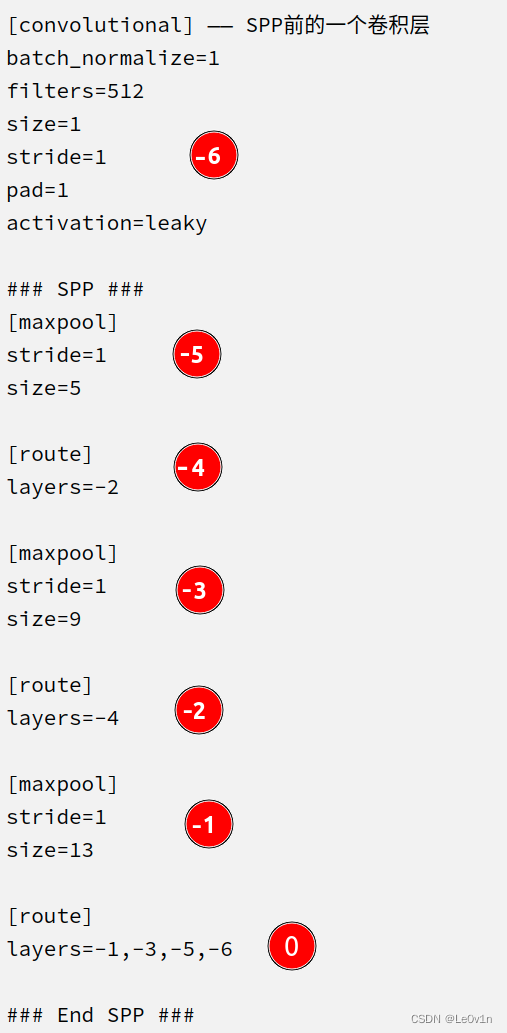 [convolutional] —— SPP前的一个卷积层
batch_normalize=1
filters=512
size=1
stride=1
-6
pad=1
activation=leaky
### SPP ###
[maxpool]
stride=1
-5
size=5
[route]
-4
layers=-2
[maxpool]
stride=1
-3
size=9
[route]
-2
layers=-4
[maxpool]
stride=1
-1
size=13
[route]
layers=-1,-3,-5,-6
0
### End SPP ###
CSDN @Le0v1n